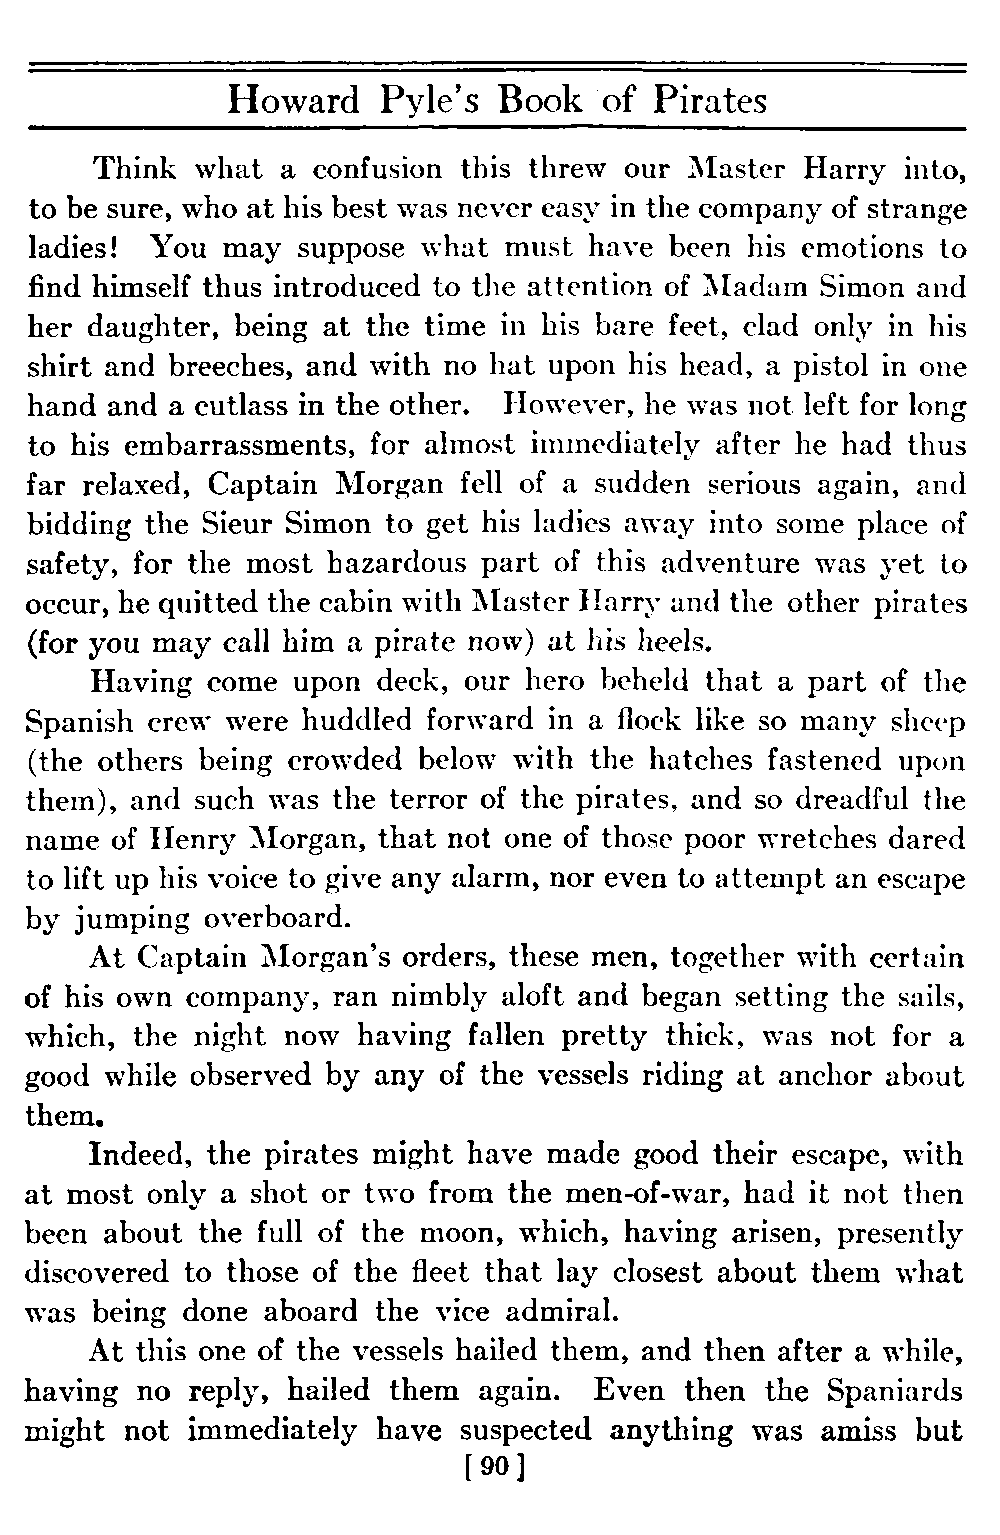 Howard Pyle's Book of Pirates
Think what a confusion this threw our Master Harry into,
to be sure, who at his best was never easy in the company of strange
ladies! You may suppose what must have been his emotions to
find himself thus introduced to the attention of Madam Simon and
her daughter, being at the time in his bare feet, clad only in his
shirt and breeches, and with no hat upon his head, a pistol in one
hand and a cutlass in the other. However, he was not left for long
to his embarrassments, for almost immediately after he had thus
far relaxed, Captain Morgan fell of a sudden serious again, and
bidding the Sieur Simon to get his ladies away into some place of
safety, for the most hazardous part of this adventure was yet to
occur, he quitted the cabin with Master Harry and the other pirates
(for you may call him a pirate now) at his heels.
Having come upon deck, our hero beheld that a part of the
Spanish crew were huddled forward in a flock like so many sheep
(the others being crowded below with the hatches fastened upon
them), and such was the terror of the pirates, and so dreadful the
name of Henry Morgan, that not one of those poor wretches dared
to lift up his voice to give any alarm, nor even to attempt an escape
by jumping overboard.
At Captain Morgan's orders, these men, together with certain
of his own company, ran nimbly aloft and began setting the sails,
which, the night now having fallen pretty thick, was not for a
good while observed by any of the vessels riding at anchor about
them.
Indeed, the pirates might have made good their escape, with
at most only a shot or two from the men-of-war, had it not then
been about the full of the moon, which, having arisen, presently
discovered to those of the fleet that lay closest about them what
was being done aboard the vice admiral.
At this one of the vessels hailed them, and then after a while,
having no reply, hailed them again. Even then the Spaniards
might not immediately have suspected anything was amiss but
[90]